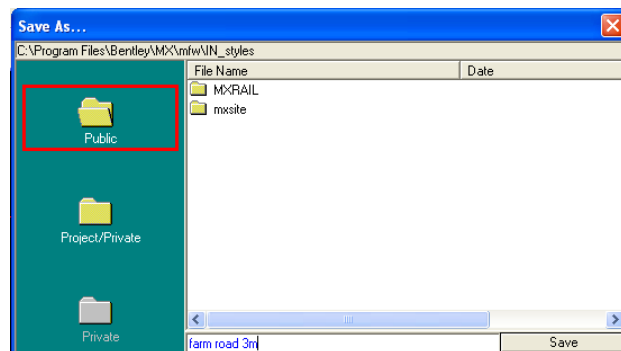 Save As...
C:\Program Files\Bentley\MX\mfw\IN_styles
File Name Date
MXRAIL
mxsite
Public
Project/Private
Private
farm road 3m Save